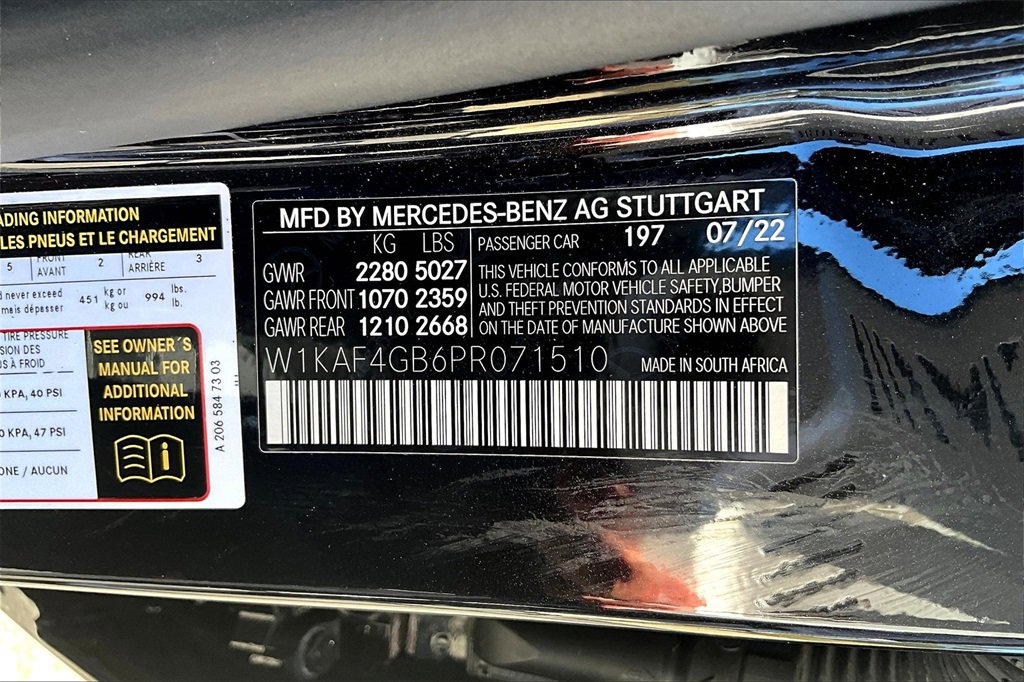 ADING INFORMATION
LES PNEUS ET LE CHARGEMENT
5 FRONT AVANT 2 REAR ARRIÈRE 3
d never exceed
mais dépasser
451 kg or kg ou 994 lbs. lb.
TIRE PRESSURE
SION DES
S À FROID
KPA, 40 PSI
0 KPA, 47 PSI
ONE / AUCUN
SEE OWNER´S
MANUAL FOR
ADDITIONAL
INFORMATION
i
A 206 584 73 03
MFD BY MERCEDES-BENZ AG STUTTGART
KG LBS
GVWR 2280 5027
GAWR FRONT 1070 2359
GAWR REAR 1210 2668
PASSENGER CAR 197 07/22
THIS VEHICLE CONFORMS TO ALL APPLICABLE
U.S. FEDERAL MOTOR VEHICLE SAFETY,BUMPER
AND THEFT PREVENTION STANDARDS IN EFFECT
ON THE DATE OF MANUFACTURE SHOWN ABOVE
W1KAF4GB6PR071510 MADE IN SOUTH AFRICA